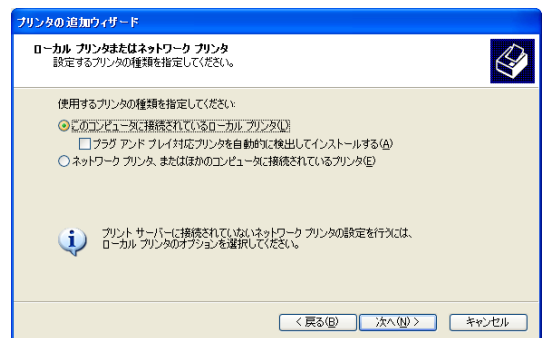 プリンタの追加ウィザード
ローカル プリンタまたはネットワーク プリンタ
設定するプリンタの種類を指定してください。
使用するプリンタの種類を指定してください:
このコンピュータに接続されているローカル プリンタ(L)
プラグ アンド プレイ対応プリンタを自動的に検出してインストールする(A)
ネットワーク プリンタ、またはほかのコンピュータに接続されているプリンタ(E)
プリント サーバーに接続されていないネットワーク プリンタの設定を行うには、
ローカル プリンタのオプションを選択してください。
< 戻る(B) 次へ(N) > キャンセル